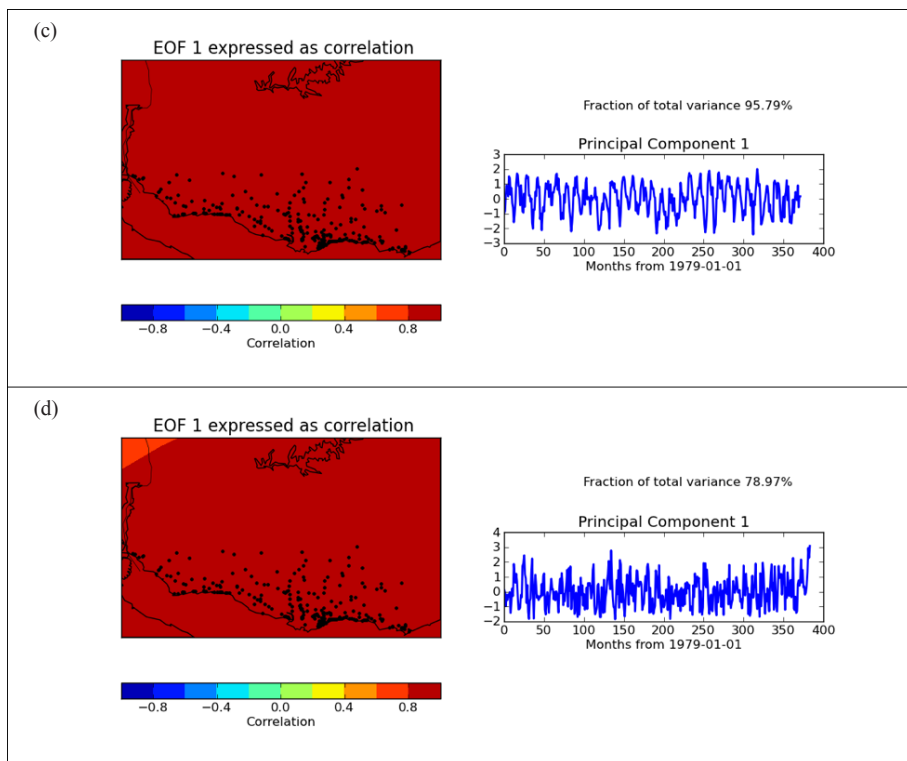 (c)
EOF 1 expressed as correlation
−0.8 −0.4 0.0 0.4 0.8
Correlation
Fraction of total variance 95.79%
Principal Component 1
3
2
1
0
−1
−2
−3
0 50 100 150 200 250 300 350 400
Months from 1979-01-01
(d)
EOF 1 expressed as correlation
−0.8 −0.4 0.0 0.4 0.8
Correlation
Fraction of total variance 78.97%
Principal Component 1
4
3
2
1
0
−1
−2
0 50 100 150 200 250 300 350 400
Months from 1979-01-01